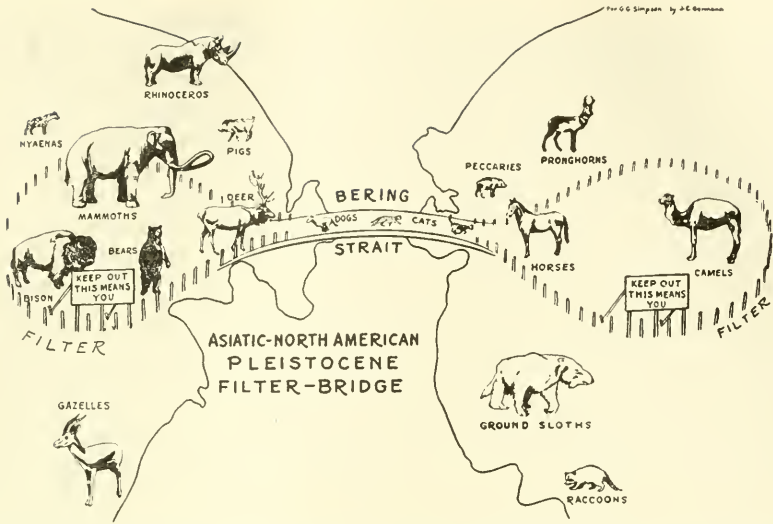 For G G Simpson by J.C. Germann
RHINOCEROS
HYAENAS
PIGS
MAMMOTHS
DEER
BEARS
BISON
KEEP OUT
THIS MEANS
YOU
FILTER
GAZELLES
BERING
DOGS
CATS
STRAIT
ASIATIC-NORTH AMERICAN
PLEISTOCENE
FILTER-BRIDGE
PRONGHORNS
PECCARIES
HORSES
CAMELS
KEEP OUT
THIS MEANS
YOU
FILTER
GROUND SLOTHS
RACCOONS